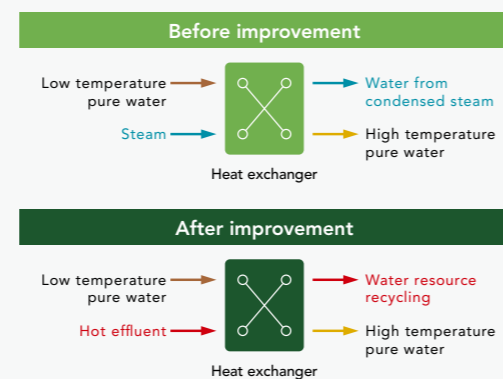 Before improvement
Low temperature
pure water
Water from
condensed steam
Steam
High temperature
pure water
Heat exchanger
After improvement
Low temperature
pure water
Water resource
recycling
Hot effluent
High temperature
pure water
Heat exchanger